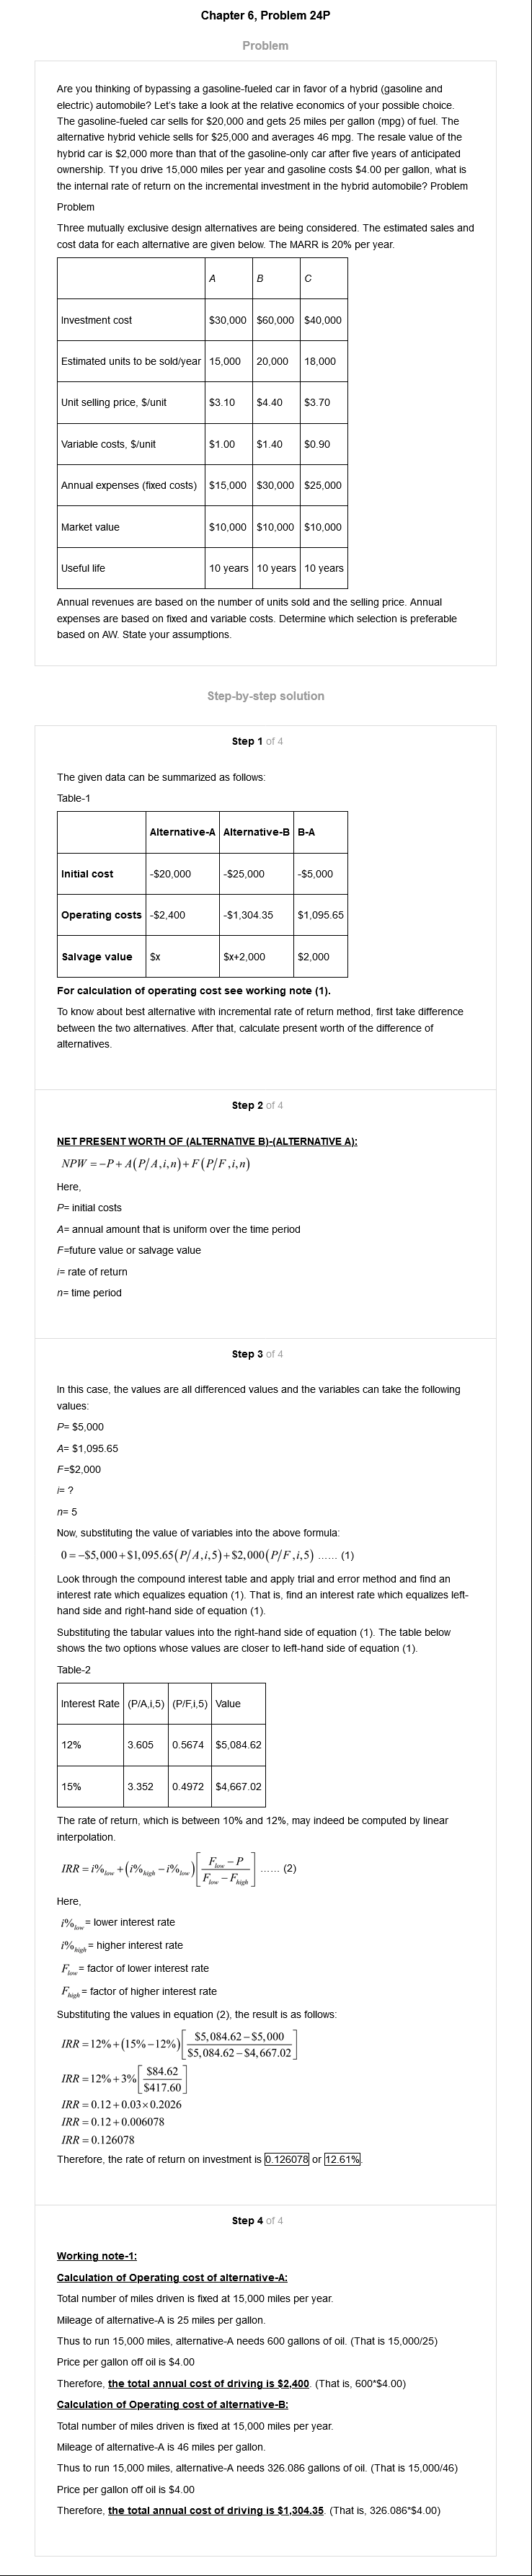 Chapter 6, Problem 24P
Problem
Are you thinking of bypassing a gasoline-fueled car in favor of a hybrid (gasoline and
electric) automobile? Let's take a look at the relative economics of your possible choice.
The gasoline-fueled car sells for $20,000 and gets 25 miles per gallon (mpg) of fuel. The
alternative hybrid vehicle sells for $25,000 and averages 46 mpg. The resale value of the
hybrid car is $2,000 more than that of the gasoline-only car after five years of anticipated
ownership. Tf you drive 15,000 miles per year and gasoline costs $4.00 per gallon, what is
the internal rate of return on the incremental investment in the hybrid automobile? Problem
Problem
Three mutually exclusive design alternatives are being considered. The estimated sales and
cost data for each alternative are given below. The MARR is 20% per year.
A B C
Investment cost $30,000 $60,000 $40,000
Estimated units to be sold/year 15,000 20,000 18,000
Unit selling price, $/unit $3.10 $4.40 $3.70
Variable costs, $/unit $1.00 $1.40 $0.90
Annual expenses (fixed costs) $15,000 $30,000 $25,000
Market value $10,000 $10,000 $10,000
Useful life 10 years 10 years 10 years
Annual revenues are based on the number of units sold and the selling price. Annual
expenses are based on fixed and variable costs. Determine which selection is preferable
based on AW. State your assumptions.
Step-by-step solution
Step 1 of 4
The given data can be summarized as follows:
Table-1
Alternative-A Alternative-B B-A
Initial cost -$20,000 -$25,000 -$5,000
Operating costs -$2,400 -$1,304.35 $1,095.65
Salvage value $x $x+2,000 $2,000
For calculation of operating cost see working note (1).
To know about best alternative with incremental rate of return method, first take difference
between the two alternatives. After that, calculate present worth of the difference of
alternatives.
Step 2 of 4
NET PRESENT WORTH OF (ALTERNATIVE B)-(ALTERNATIVE A):
NPW = −P + A(P/A,i,n) + F(P/F,i,n)
Here,
P= initial costs
A= annual amount that is uniform over the time period
F=future value or salvage value
i= rate of return
n= time period
Step 3 of 4
In this case, the values are all differenced values and the variables can take the following
values:
P= $5,000
A= $1,095.65
F=$2,000
i= ?
n= 5
Now, substituting the value of variables into the above formula:
0 = −$5,000 + $1,095.65(P/A,i,5) + $2,000(P/F,i,5) ...... (1)
Look through the compound interest table and apply trial and error method and find an
interest rate which equalizes equation (1). That is, find an interest rate which equalizes left-
hand side and right-hand side of equation (1).
Substituting the tabular values into the right-hand side of equation (1). The table below
shows the two options whose values are closer to left-hand side of equation (1).
Table-2
Interest Rate (P/A,i,5) (P/F,i,5) Value
12% 3.605 0.5674 $5,084.62
15% 3.352 0.4972 $4,667.02
The rate of return, which is between 10% and 12%, may indeed be computed by linear
interpolation.
IRR = i%low + (i%high − i%low)[Flow − P / Flow − Fhigh] ...... (2)
Here,
i%low = lower interest rate
i%high = higher interest rate
Flow = factor of lower interest rate
Fhigh = factor of higher interest rate
Substituting the values in equation (2), the result is as follows:
IRR = 12% + (15% − 12%)[$5,084.62 − $5,000 / $5,084.62 − $4,667.02]
IRR = 12% + 3%[$84.62 / $417.60]
IRR = 0.12 + 0.03×0.2026
IRR = 0.12 + 0.006078
IRR = 0.126078
Therefore, the rate of return on investment is 0.126078 or 12.61%.
Step 4 of 4
Working note-1:
Calculation of Operating cost of alternative-A:
Total number of miles driven is fixed at 15,000 miles per year.
Mileage of alternative-A is 25 miles per gallon.
Thus to run 15,000 miles, alternative-A needs 600 gallons of oil. (That is 15,000/25)
Price per gallon off oil is $4.00
Therefore, the total annual cost of driving is $2,400. (That is, 600*$4.00)
Calculation of Operating cost of alternative-B:
Total number of miles driven is fixed at 15,000 miles per year.
Mileage of alternative-A is 46 miles per gallon.
Thus to run 15,000 miles, alternative-A needs 326.086 gallons of oil. (That is 15,000/46)
Price per gallon off oil is $4.00
Therefore, the total annual cost of driving is $1,304.35. (That is, 326.086*$4.00)